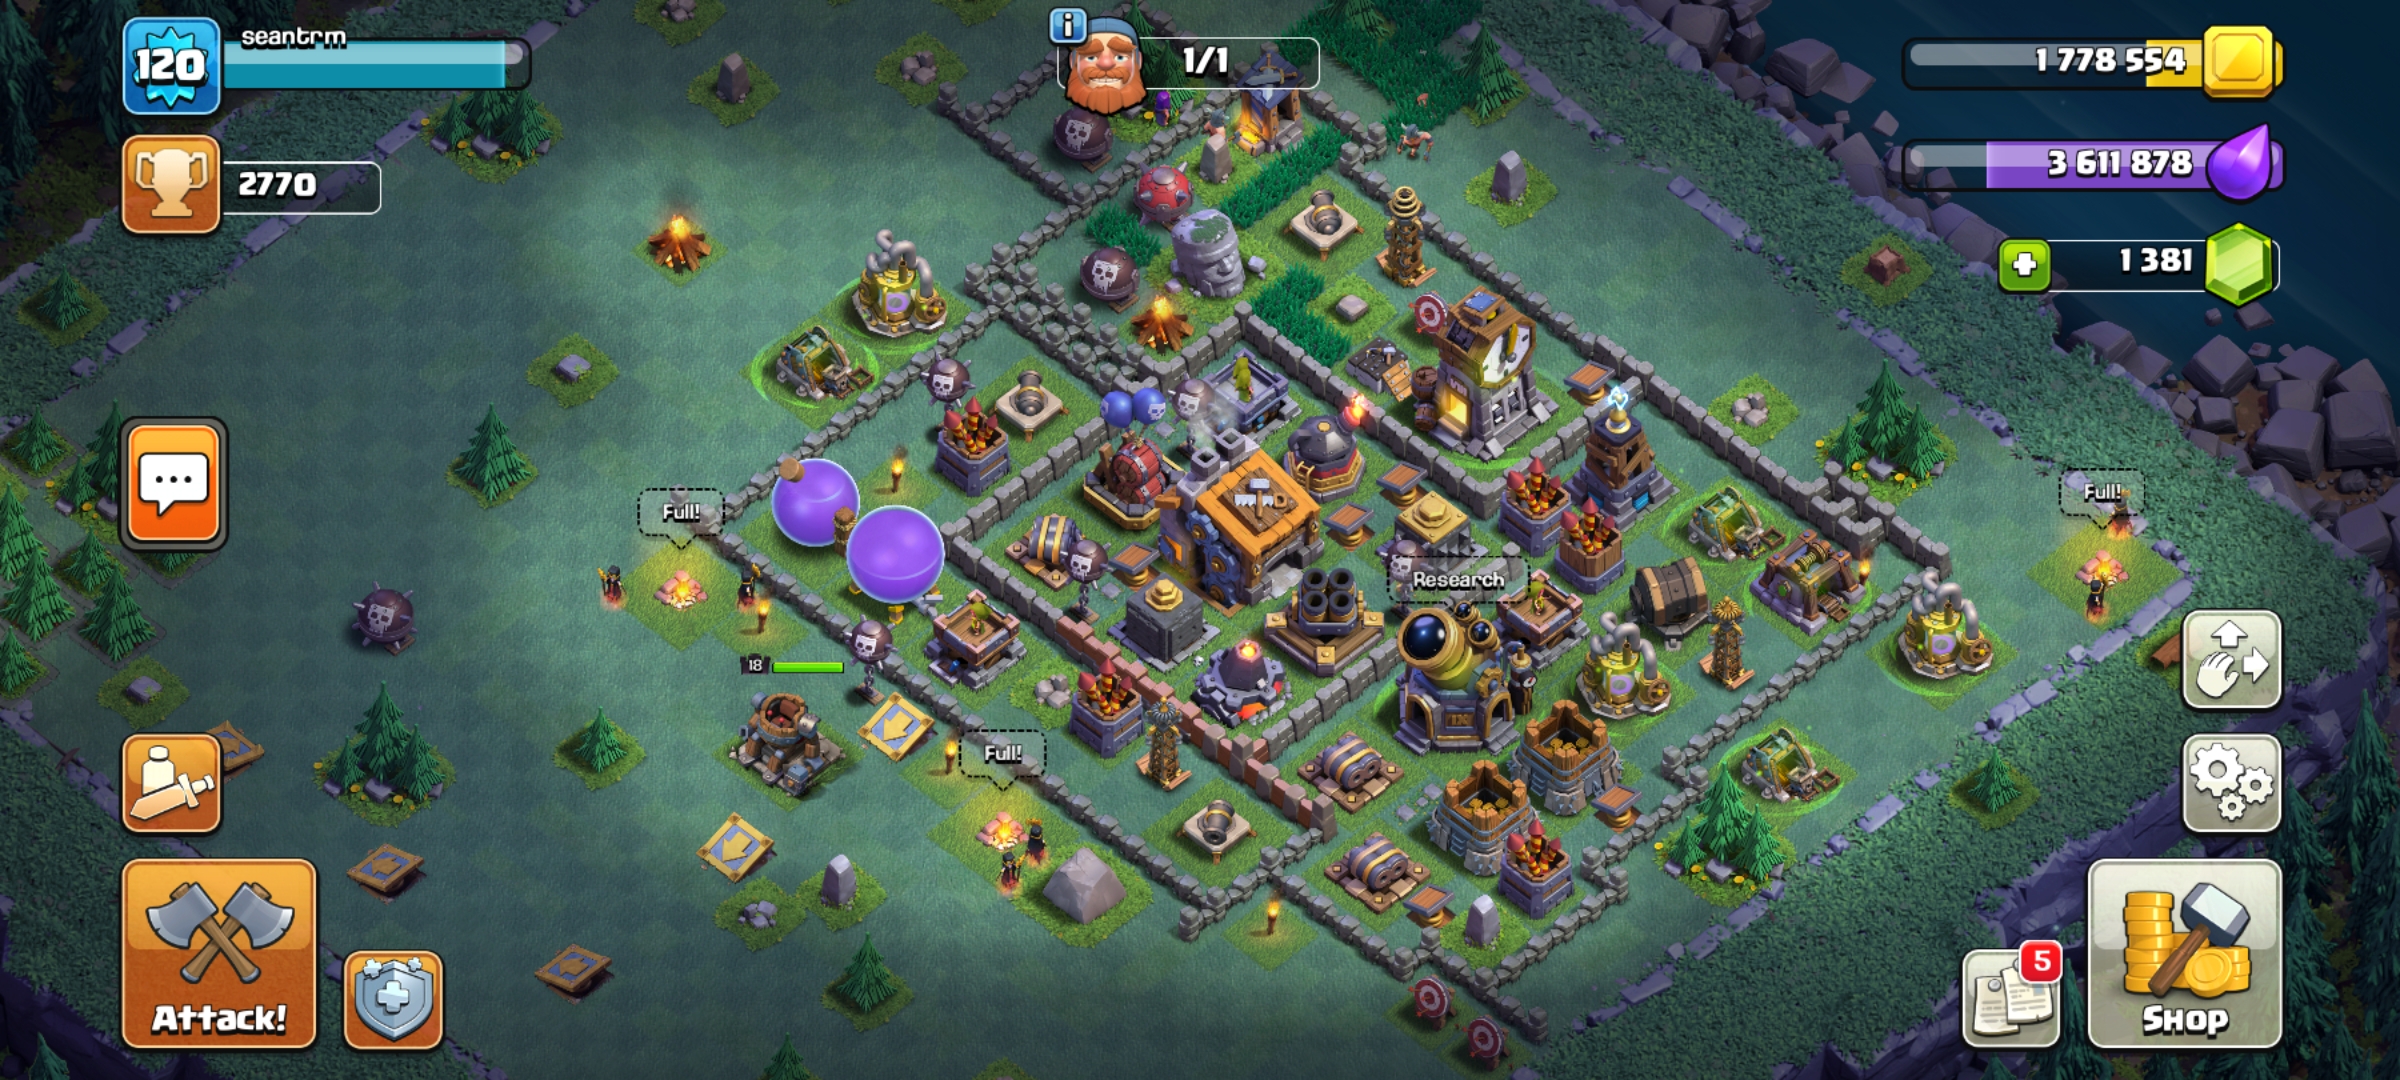 120
seantrm
i
1/1
1 778 554
2770
3 611 878
1 381
Full!
Full!
Research
18
Full!
5
Attack!
Shop